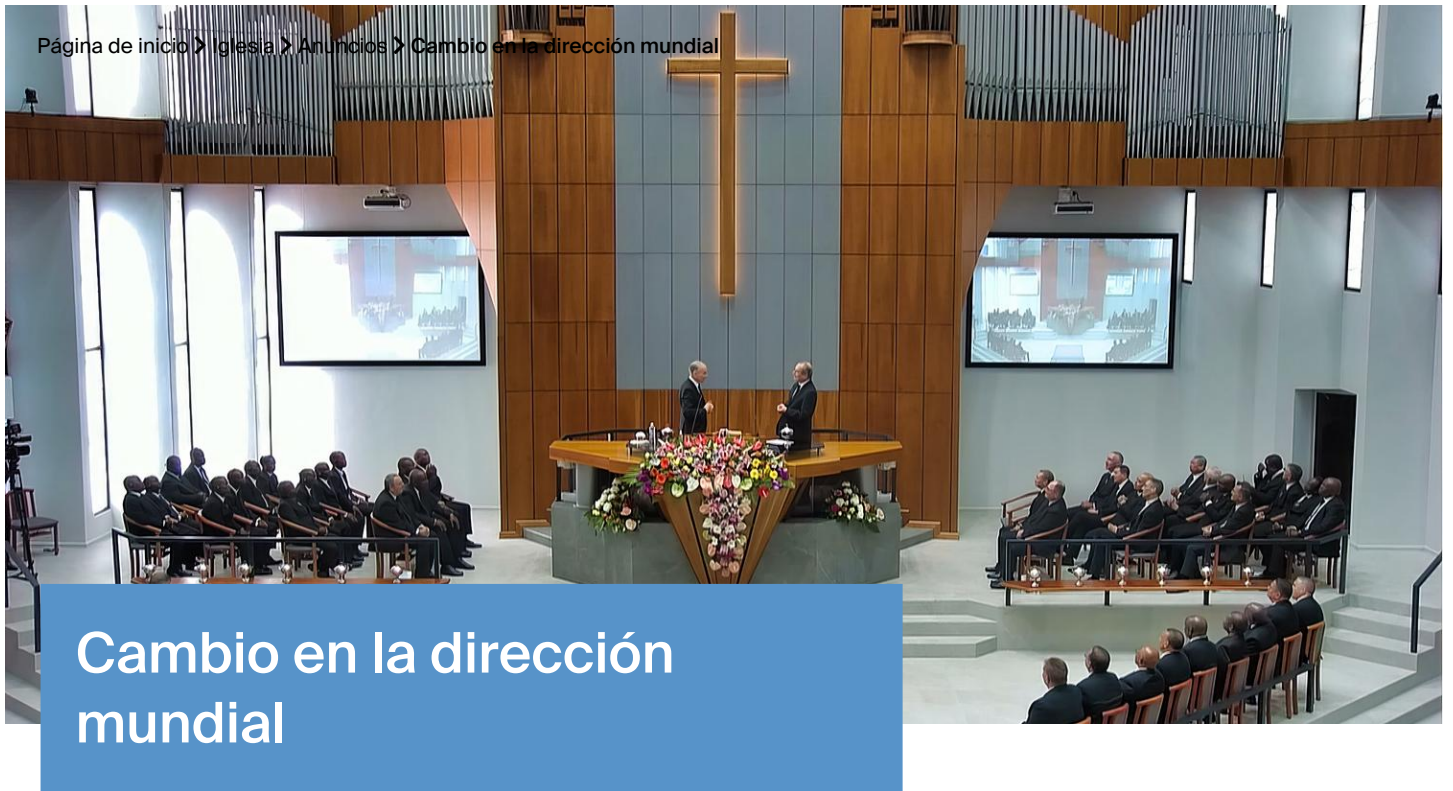 Página de inicio > Iglesia > Anuncios > Cambio en la dirección mundial
Cambio en la dirección
mundial